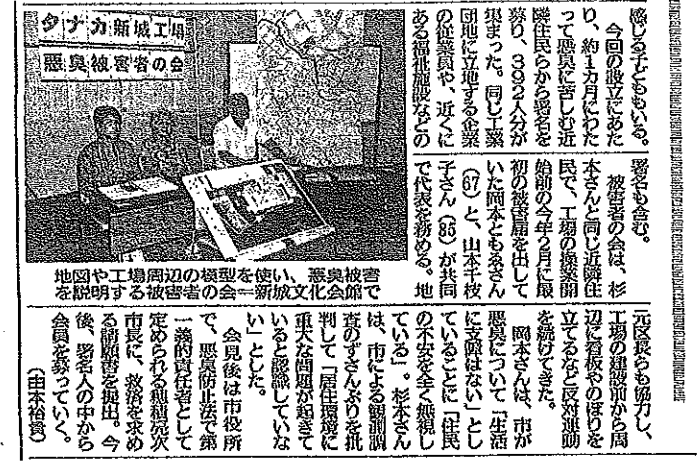 感じる子どももいる。
今回の設立にあた
り、約1カ月にわた
って悪臭に苦しむ近
隣住民らから署名を
募り、392人分が
集まった。同じ工業
団地に立地する企業
の従業員や、近くに
ある福祉施設などの
署名も含む。
被害者の会は、杉
本さんと同じ近隣住
民で、工場の操業開
始前の今年2月に最
初の被害届を出して
いた岡本ともゑさん
(67)と、山本千枝
子さん(85)が共同
で代表を務める。地
元区長らも協力し、
工場の建設前から周
辺に看板やのぼりを
立てるなど反対運動
を続けてきた。
岡本さんは、市が
悪臭について「生活
に支障はない」とし
ていることに「住民
の不安を全く無視し
ている」。杉本さん
は、市による観測調
査のずさんぶりを批
判して「居住環境に
重大な問題が起きて
いると認識していな
い」とした。
会見後は市役所
で、悪臭防止法で第
一義的責任者として
定められる穂積亮次
市長に、救済を求め
る請願書を提出。今
後、署名人の中から
会員を募っていく。
(由本裕貴)
タナカ新城工場
悪臭被害者の会
地図や工場周辺の模型を使い、悪臭被害
を説明する被害者の会＝新城文化会館で